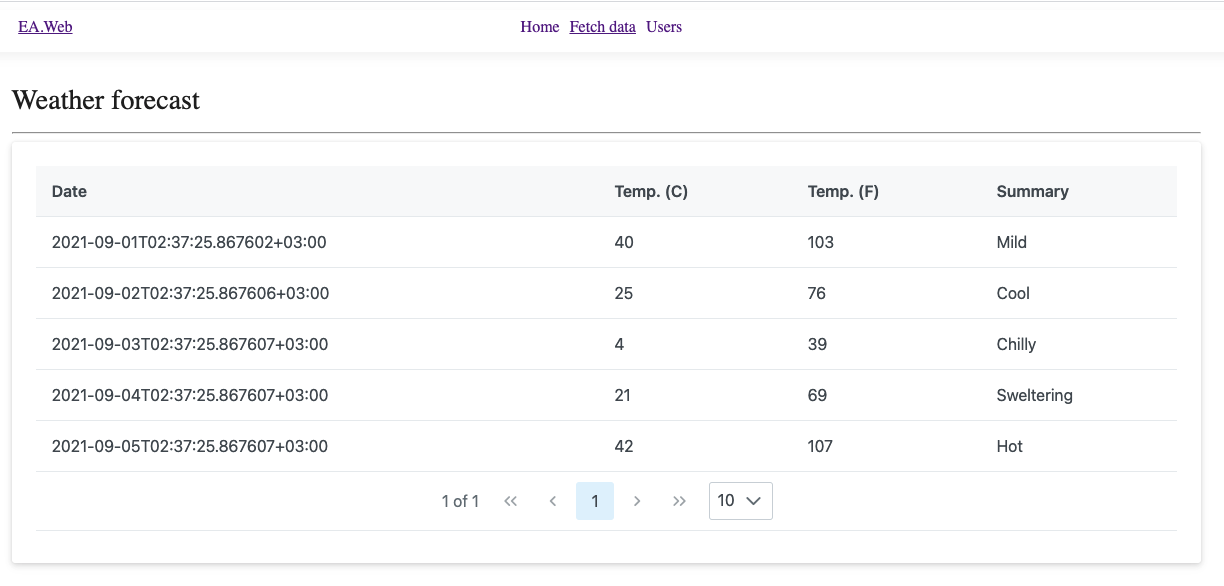 EA.Web Home Fetch data Users
Weather forecast
Date Temp. (C) Temp. (F) Summary
2021-09-01T02:37:25.867602+03:00 40 103 Mild
2021-09-02T02:37:25.867606+03:00 25 76 Cool
2021-09-03T02:37:25.867607+03:00 4 39 Chilly
2021-09-04T02:37:25.867607+03:00 21 69 Sweltering
2021-09-05T02:37:25.867607+03:00 42 107 Hot
1 of 1 « ‹ 1 › » 10